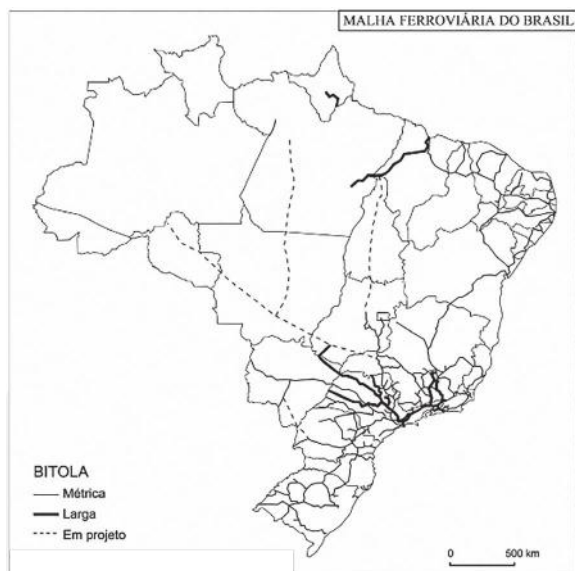 MALHA FERROVIÁRIA DO BRASIL
BITOLA
Métrica
Larga
Em projeto
0 500 km